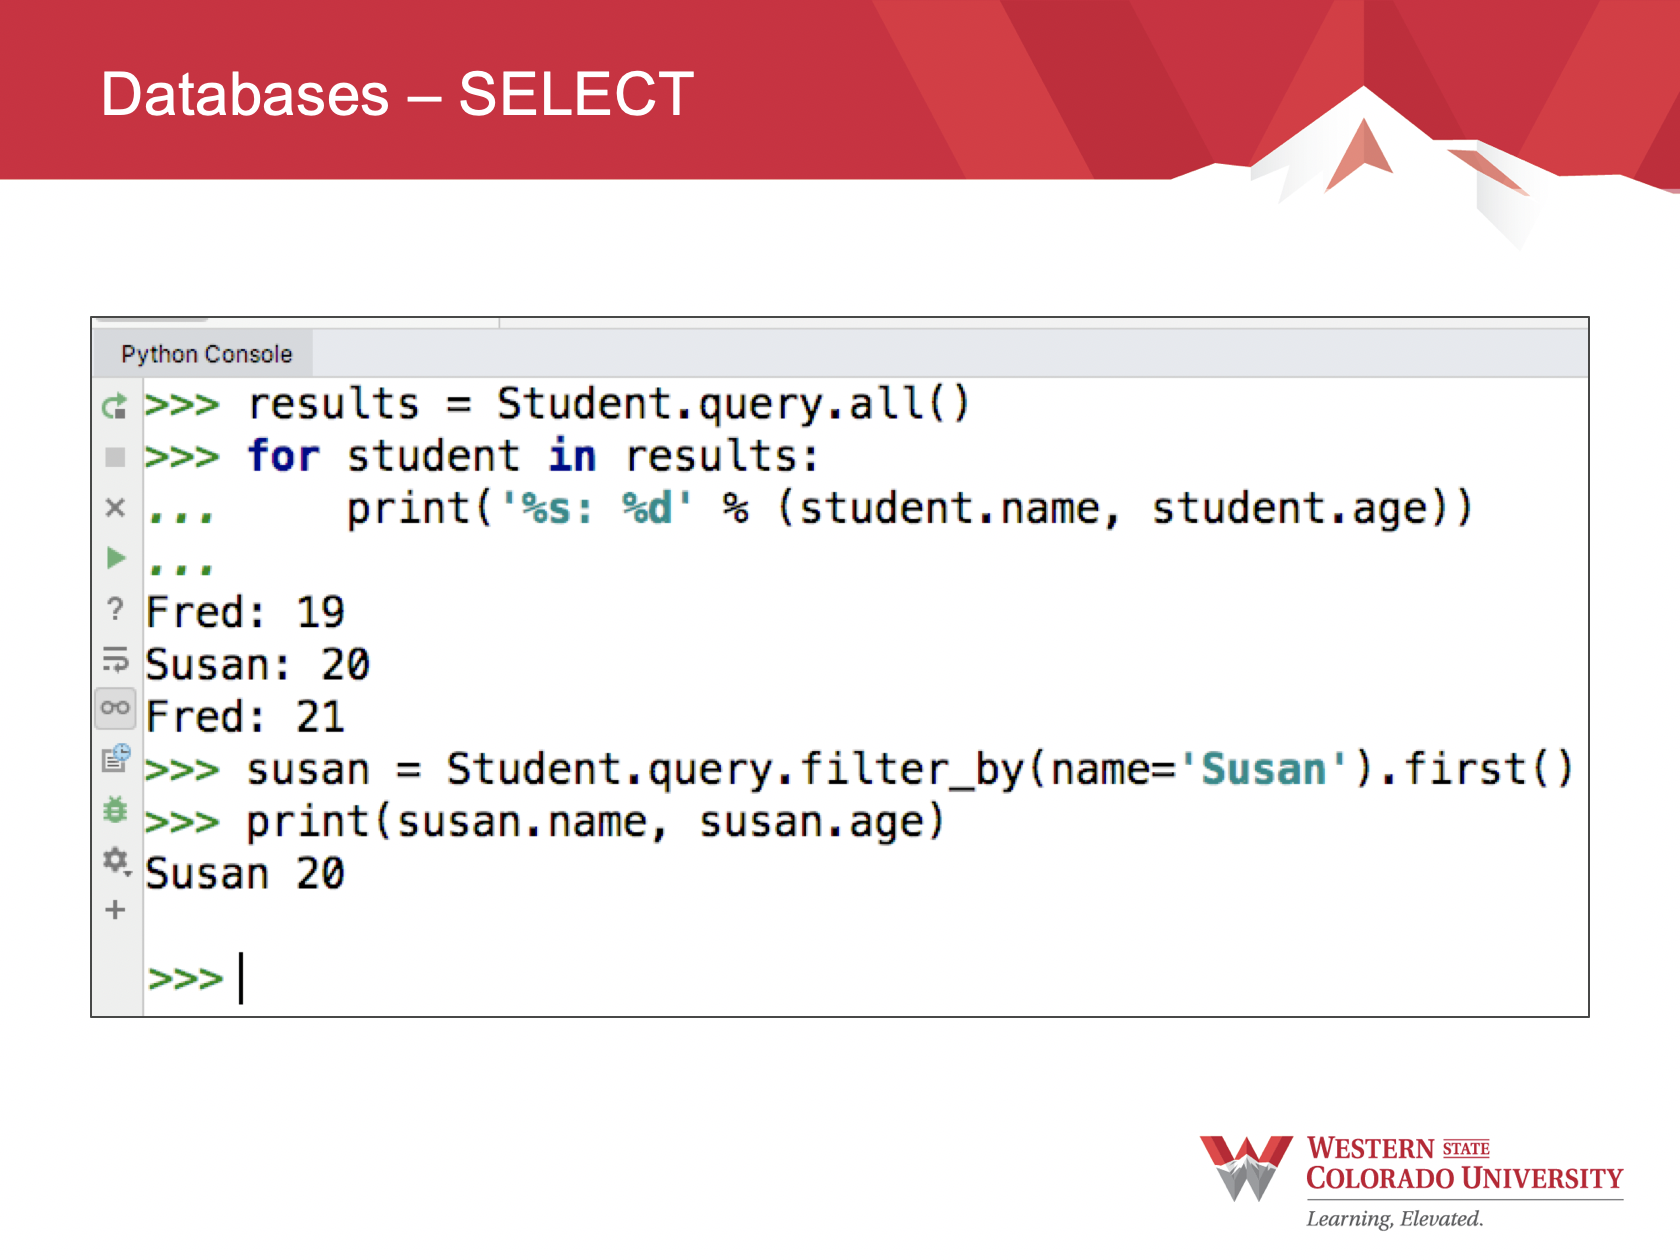 Databases – SELECT
Python Console
>>> results = Student.query.all()
>>> for student in results:
...     print('%s: %d' % (student.name, student.age))
...
Fred: 19
Susan: 20
Fred: 21
>>> susan = Student.query.filter_by(name='Susan').first()
>>> print(susan.name, susan.age)
Susan 20
>>>
WESTERN STATE
COLORADO UNIVERSITY
Learning, Elevated.